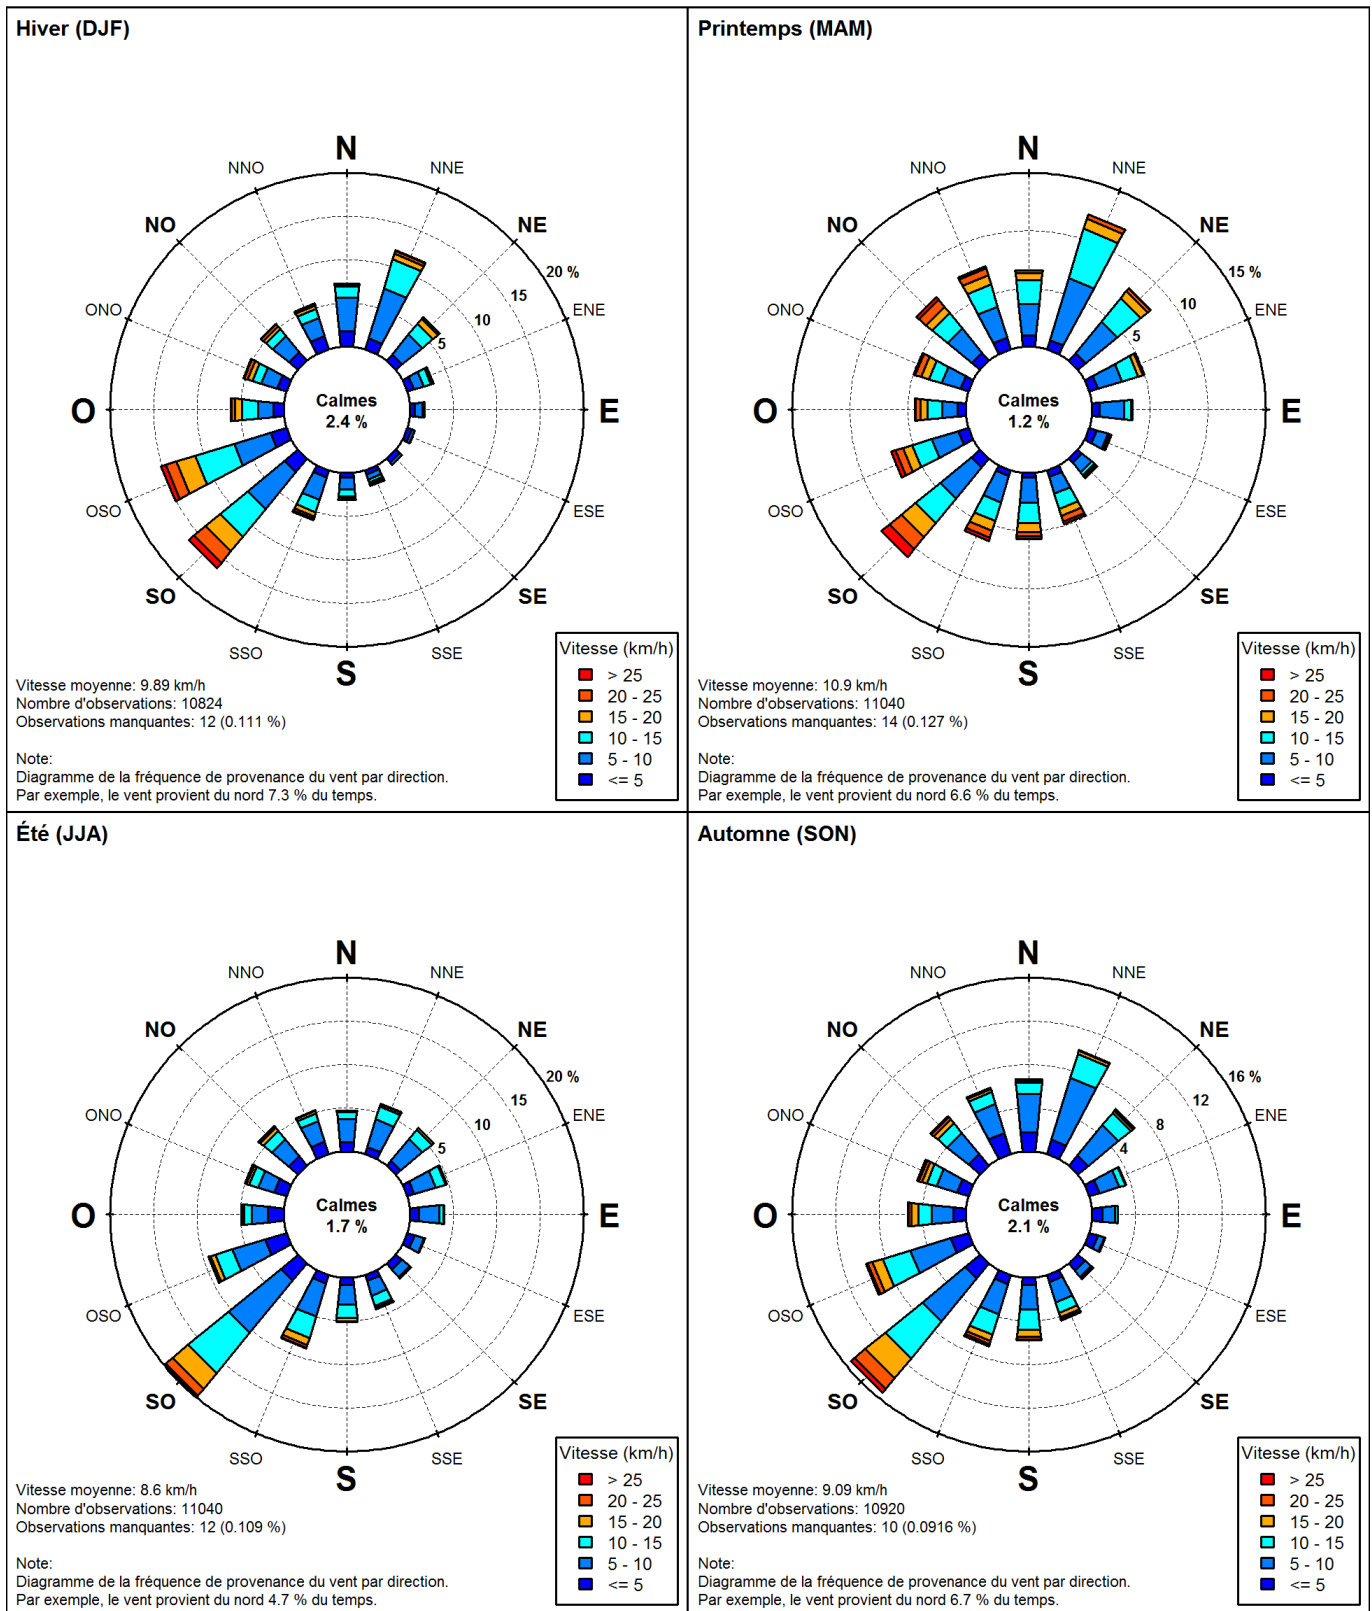 Hiver (DJF)
N
NNO
NNE
NO
NE
20 %
15
ONO
ENE
10
5
O
Calmes
2.4 %
E
OSO
ESE
SO
SE
SSO
SSE
S
Vitesse (km/h)
> 25
20 - 25
15 - 20
10 - 15
5 - 10
<= 5
Vitesse moyenne: 9.89 km/h
Nombre d'observations: 10824
Observations manquantes: 12 (0.111 %)
Note:
Diagramme de la fréquence de provenance du vent par direction.
Par exemple, le vent provient du nord 7.3 % du temps.
Printemps (MAM)
N
NNO
NNE
NO
NE
15 %
ONO
ENE
10
5
O
Calmes
1.2 %
E
OSO
ESE
SO
SE
SSO
SSE
S
Vitesse (km/h)
> 25
20 - 25
15 - 20
10 - 15
5 - 10
<= 5
Vitesse moyenne: 10.9 km/h
Nombre d'observations: 11040
Observations manquantes: 14 (0.127 %)
Note:
Diagramme de la fréquence de provenance du vent par direction.
Par exemple, le vent provient du nord 6.6 % du temps.
Été (JJA)
N
NNO
NNE
NO
NE
20 %
15
ONO
ENE
10
5
O
Calmes
1.7 %
E
OSO
ESE
SO
SE
SSO
SSE
S
Vitesse (km/h)
> 25
20 - 25
15 - 20
10 - 15
5 - 10
<= 5
Vitesse moyenne: 8.6 km/h
Nombre d'observations: 11040
Observations manquantes: 12 (0.109 %)
Note:
Diagramme de la fréquence de provenance du vent par direction.
Par exemple, le vent provient du nord 4.7 % du temps.
Automne (SON)
N
NNO
NNE
NO
NE
16 %
12
ONO
ENE
8
4
O
Calmes
2.1 %
E
OSO
ESE
SO
SE
SSO
SSE
S
Vitesse (km/h)
> 25
20 - 25
15 - 20
10 - 15
5 - 10
<= 5
Vitesse moyenne: 9.09 km/h
Nombre d'observations: 10920
Observations manquantes: 10 (0.0916 %)
Note:
Diagramme de la fréquence de provenance du vent par direction.
Par exemple, le vent provient du nord 6.7 % du temps.